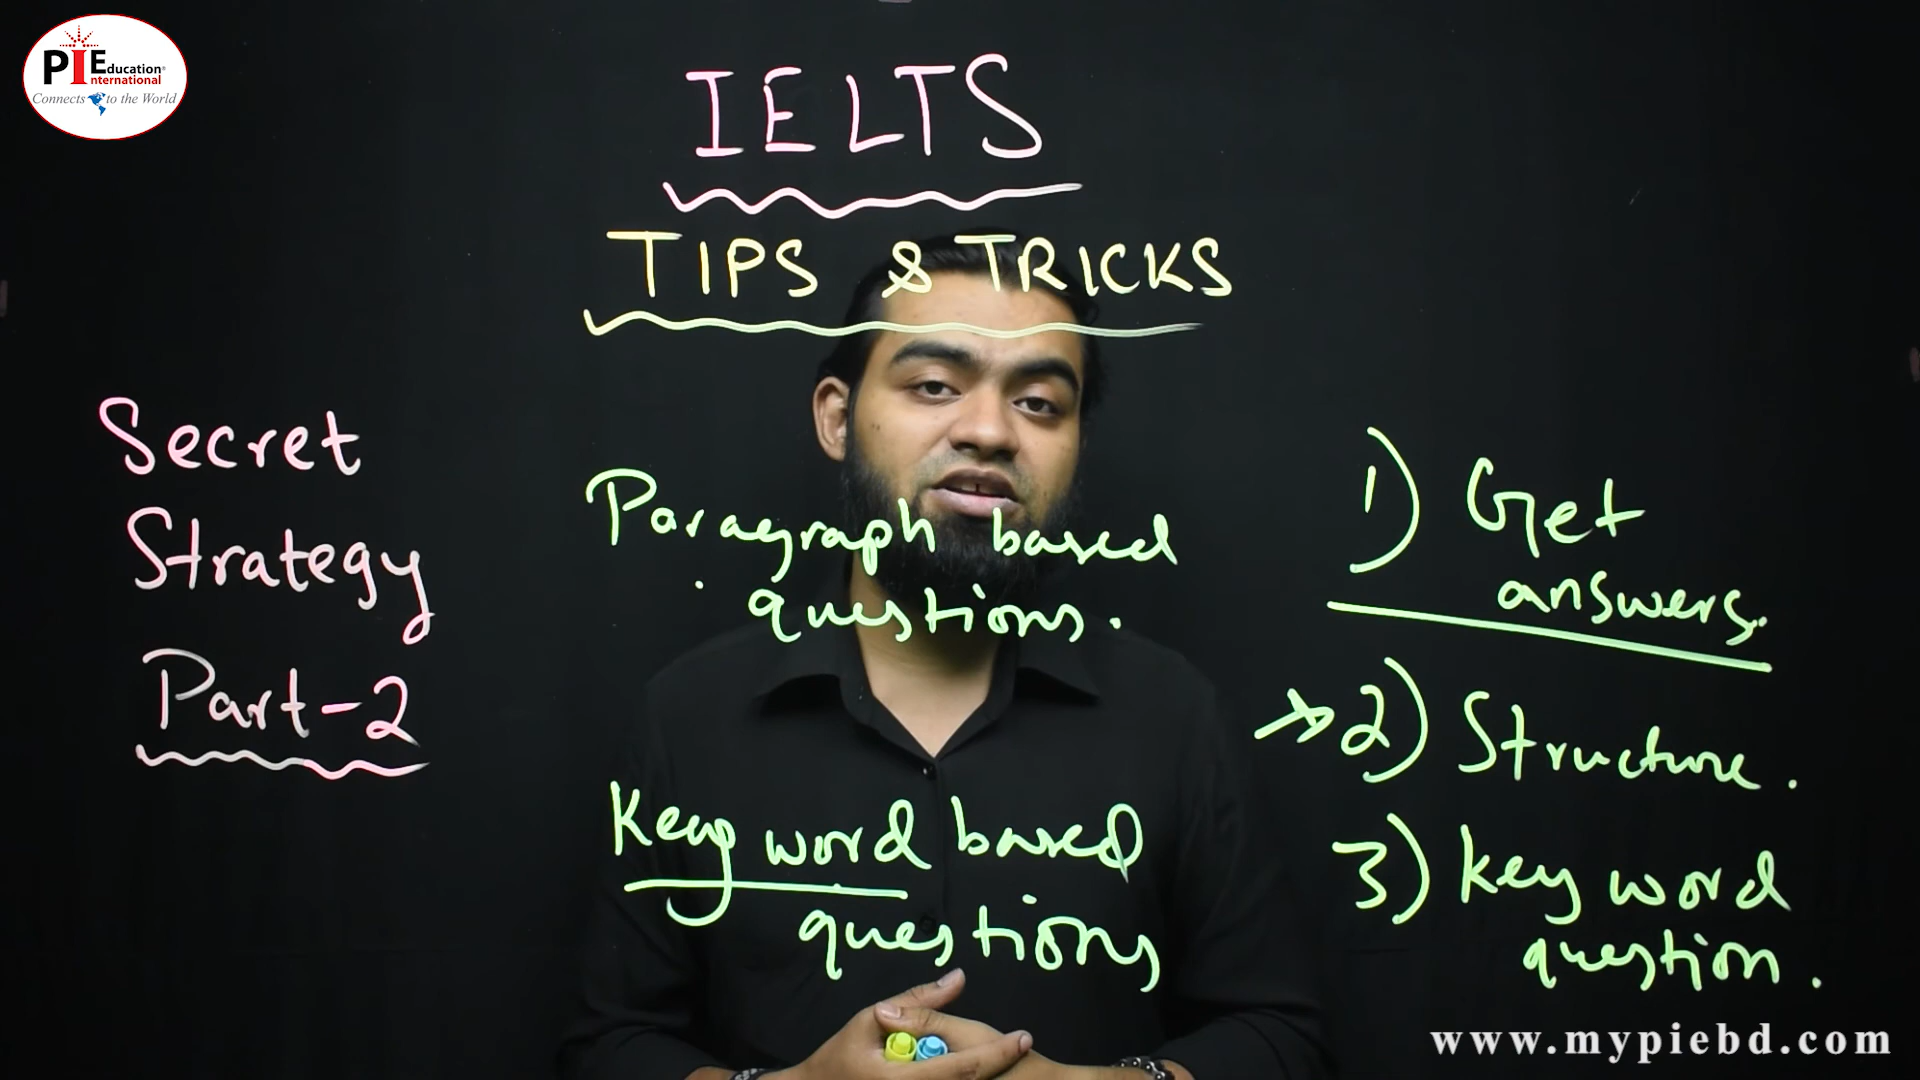 PIEducation
International
Connects to the World
IELTS
TIPS & TRICKS
Secret
Strategy
Part-2
Paragraph based
questions.
Key word based
questions
1) Get
answers.
→2) Structure.
3) Key word
question.
www.mypiebd.com